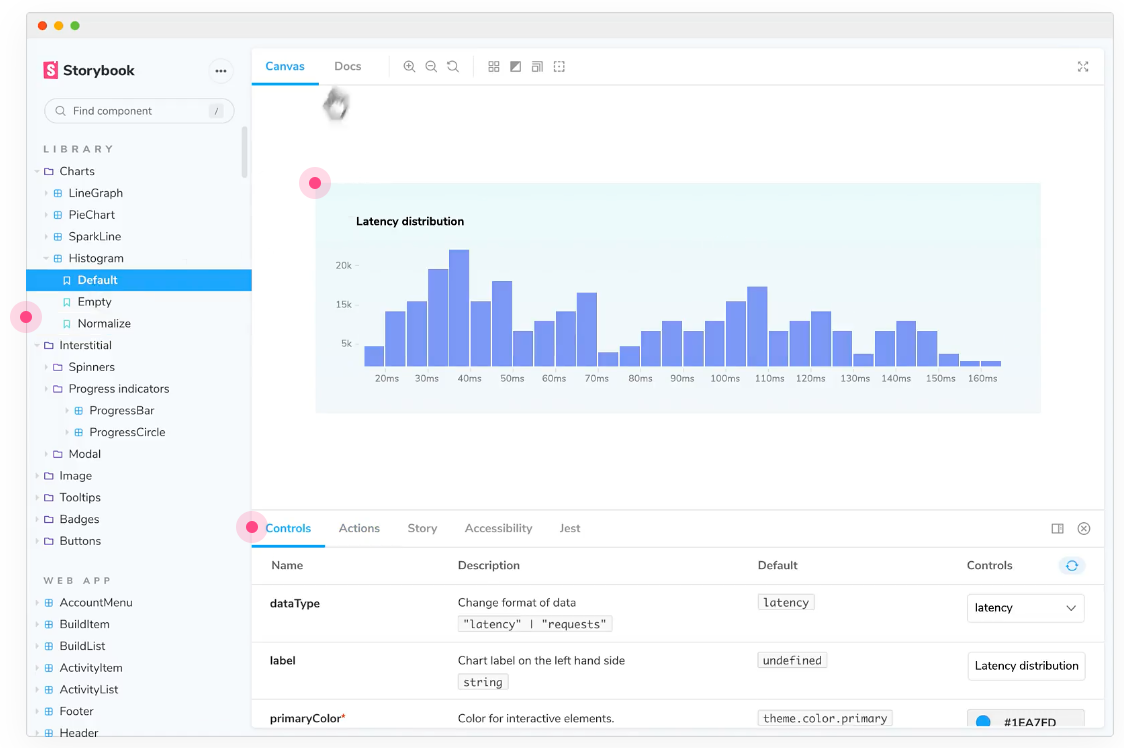 Storybook
Find component
/
LIBRARY
Charts
LineGraph
PieChart
SparkLine
Histogram
Default
Empty
Normalize
Interstitial
Spinners
Progress indicators
ProgressBar
ProgressCircle
Modal
Image
Tooltips
Badges
Buttons
WEB APP
AccountMenu
BuildItem
BuildList
ActivityItem
ActivityList
Footer
Header
Canvas Docs
Latency distribution
20k
15k
5k
20ms 30ms 40ms 50ms 60ms 70ms 80ms 90ms 100ms 110ms 120ms 130ms 140ms 150ms 160ms
Controls Actions Story Accessibility Jest
Name Description Default Controls
dataType Change format of data latency latency
"latency" | "requests"
label Chart label on the left hand side undefined Latency distribution
string
primaryColor* Color for interactive elements. theme.color.primary #1EA7FD